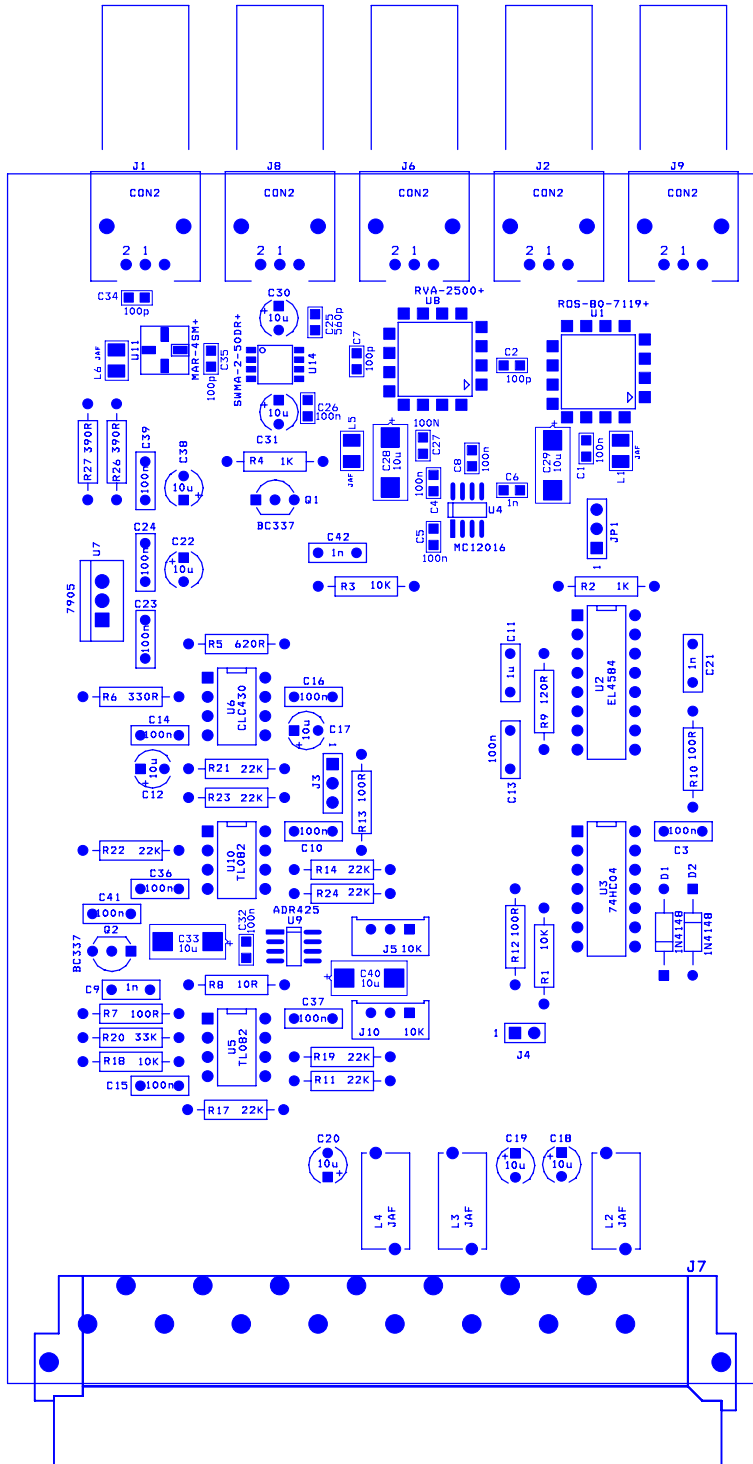 J1 J8 J6 J2 J9
CON2 CON2 CON2 CON2 CON2
2 1 2 1 2 1 2 1 2 1
C34
100p
C30
10u
C25
560p
RVA-2500+
U8
ROS-80-7119+
U1
L6 JAF
U11
MAR-4SM+
C35
100p
SWMA-2-50DR+
U14
C7
100p
C2
100p
C31
10u
C26
100n
L5
JAF
C28
10u
100N
C27
C8
100n
C29
10u
C1
100n
L1
JAF
R27 390R
R26 390R
C39
100n
C38
10u
R4 1K
Q1
BC337
100n
C4
C6
1n
U4
MC12016
C5
100n
JP1
1
U7
7905
C24
100n
C22
10u
C42
1n
R3 10K
R2 1K
C23
100n
R5 620R
C11
1u
R9 120R
U2
EL4584
C21
1n
R6 330R
U6
CLC430
C16
100n
C14
100n
C17
10u
C12
10u
R21 22K
R23 22K
J3
1
R13 100R
100n
C13
R10 100R
R22 22K
U10
TL082
100n
C10
R14 22K
R24 22K
U3
74HC04
100n
C3
C36
100n
C41
100n
Q2
BC337
C33
10u
C32
100n
ADR425
U9
J5 10K
R12 100R
R1 10K
D1
1N4148
D2
1N4148
C9 1n
R8 10R
C40
10u
R7 100R
R20 33K
R18 10K
U5
TL082
C37
100n
J10 10K
1
J4
C15 100n
R19 22K
R11 22K
R17 22K
C20
10u
L4
JAF
L3
JAF
C19
10u
C18
10u
L2
JAF
J7